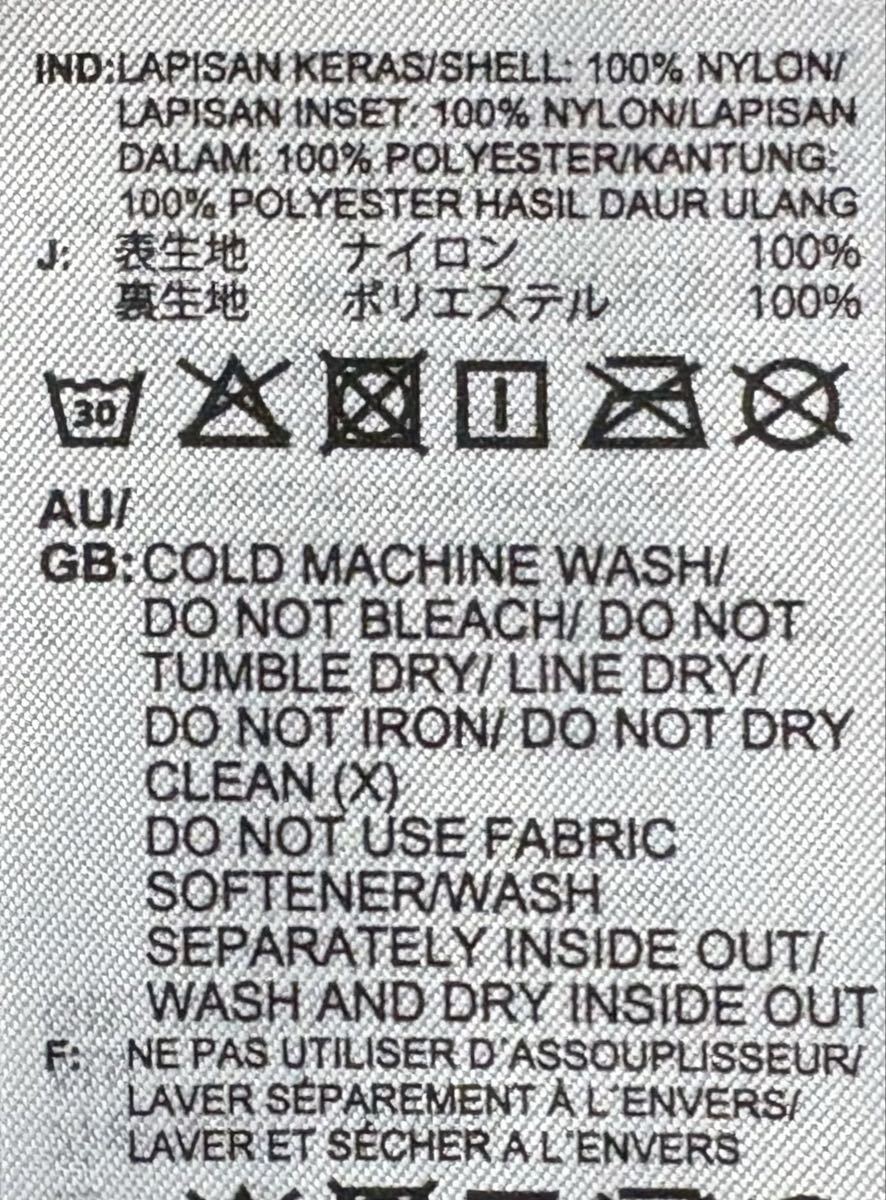 IND:LAPISAN KERAS/SHELL: 100% NYLON/
LAPISAN INSET: 100% NYLON/LAPISAN
DALAM: 100% POLYESTER/KANTUNG:
100% POLYESTER HASIL DAUR ULANG
J: 表生地 ナイロン 100%
裏生地 ポリエステル 100%
30
AU/
GB: COLD MACHINE WASH/
DO NOT BLEACH/ DO NOT
TUMBLE DRY/ LINE DRY/
DO NOT IRON/ DO NOT DRY
CLEAN (X)
DO NOT USE FABRIC
SOFTENER/WASH
SEPARATELY INSIDE OUT/
WASH AND DRY INSIDE OUT
F: NE PAS UTILISER D'ASSOUPLISSEUR/
LAVER SÉPAREMENT À L'ENVERS/
LAVER ET SÉCHER A L'ENVERS